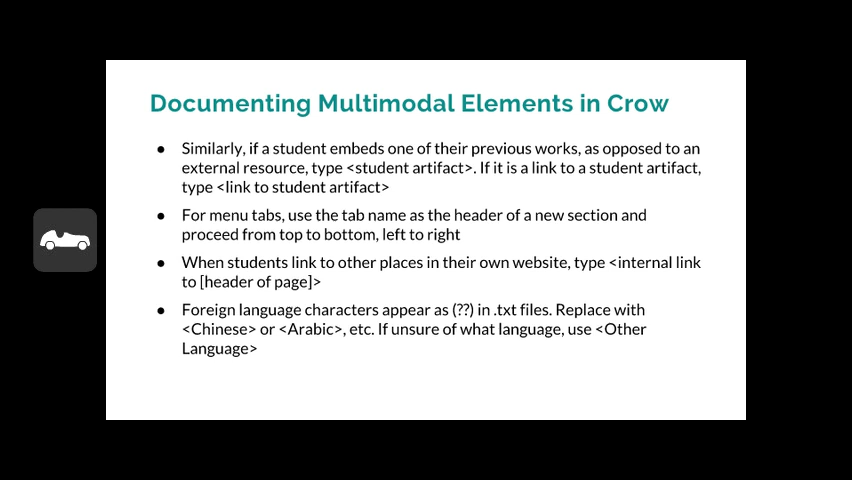 Documenting Multimodal Elements in Crow
● Similarly, if a student embeds one of their previous works, as opposed to an
external resource, type <student artifact>. If it is a link to a student artifact,
type <link to student artifact>
● For menu tabs, use the tab name as the header of a new section and
proceed from top to bottom, left to right
● When students link to other places in their own website, type <internal link
to [header of page]>
● Foreign language characters appear as (??) in .txt files. Replace with
<Chinese> or <Arabic>, etc. If unsure of what language, use <Other
Language>